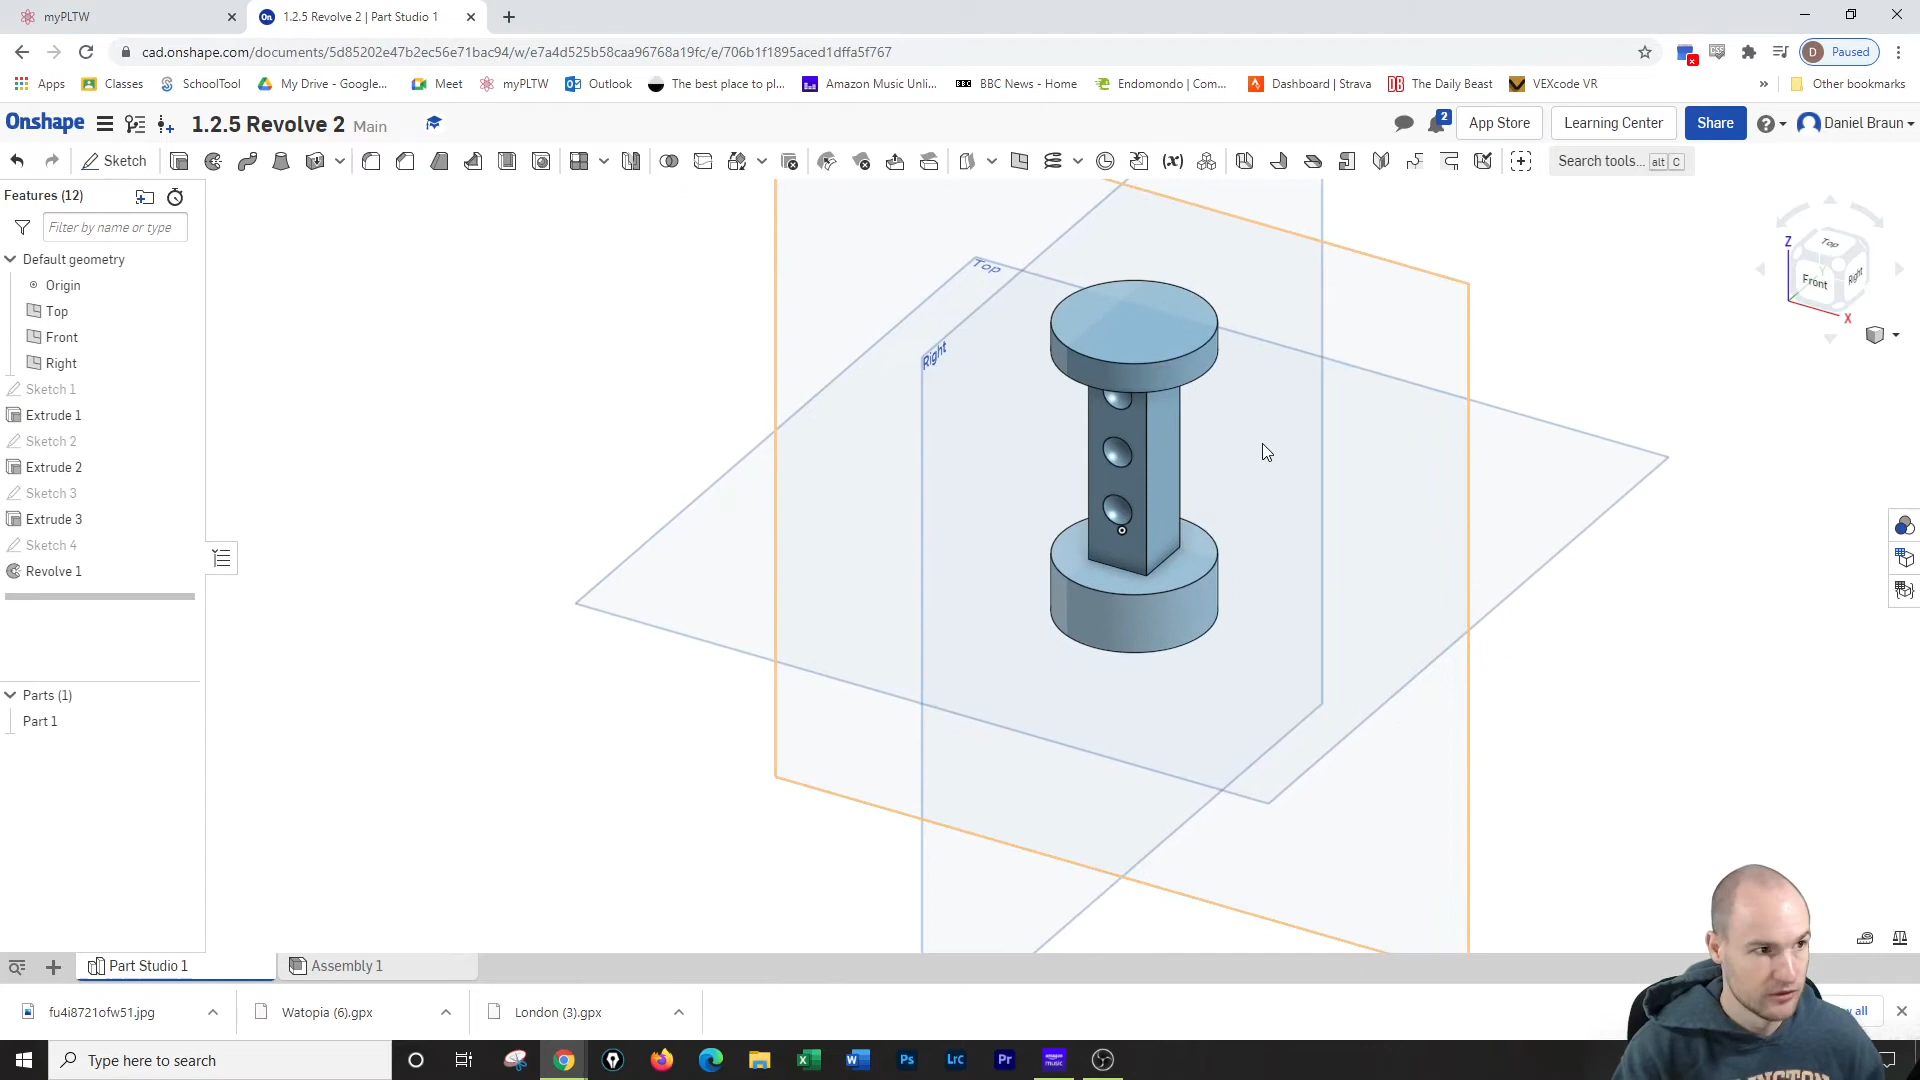 myPLTW
On 1.2.5 Revolve 2 | Part Studio 1
cad.onshape.com/documents/5d85202e47b2ec56e71bac94/w/e7a4d525b58caa96768a19fc/e/706b1f1895aced1dffa5f767
D Paused
Apps
Classes
SchoolTool
My Drive - Google...
Meet
myPLTW
Outlook
The best place to pl...
Amazon Music Unli...
BBC News - Home
Endomondo | Com...
Dashboard | Strava
The Daily Beast
VEXcode VR
»
Other bookmarks
Onshape
1.2.5 Revolve 2 Main
2
App Store
Learning Center
Share
Daniel Braun
Sketch
Search tools... alt C
Features (12)
Filter by name or type
Default geometry
Origin
Top
Front
Right
Sketch 1
Extrude 1
Sketch 2
Extrude 2
Sketch 3
Extrude 3
Sketch 4
Revolve 1
Parts (1)
Part 1
Top
Right
Z
Top
Front
Right
X
Part Studio 1
Assembly 1
fu4i8721ofw51.jpg
Watopia (6).gpx
London (3).gpx
all
Type here to search
Ps
Lrc
Pr